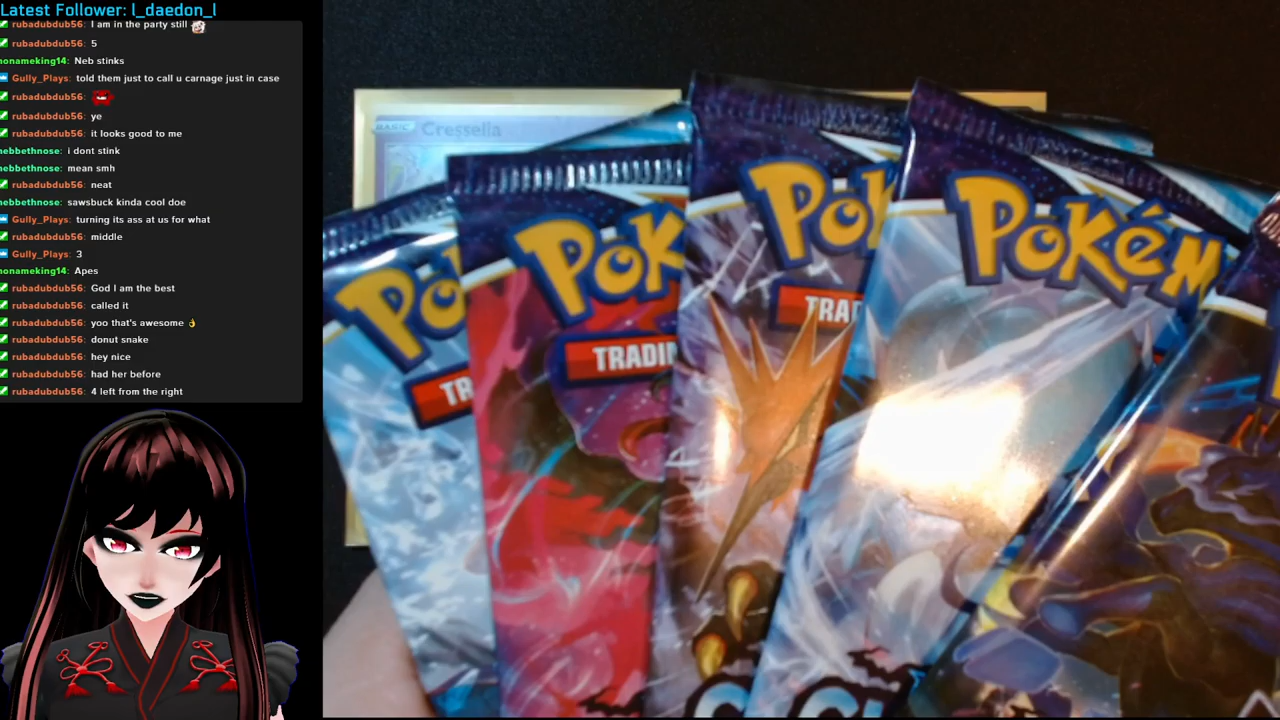 Latest Follower: l_daedon_l
rubadubdub56: I am in the party still
rubadubdub56: 5
nonameking14: Neb stinks
Gully_Plays: told them just to call u carnage just in case
rubadubdub56:
rubadubdub56: ye
rubadubdub56: it looks good to me
nebbethnose: i dont stink
nebbethnose: mean smh
rubadubdub56: neat
nebbethnose: sawsbuck kinda cool doe
Gully_Plays: turning its ass at us for what
rubadubdub56: middle
Gully_Plays: 3
nonameking14: Apes
rubadubdub56: God I am the best
rubadubdub56: called it
rubadubdub56: yoo that's awesome 👌
rubadubdub56: donut snake
rubadubdub56: hey nice
rubadubdub56: had her before
rubadubdub56: 4 left from the right
BASIC Cresselia
Po
TR
Pok
TRADIN
Pok
TRAD
Pokém